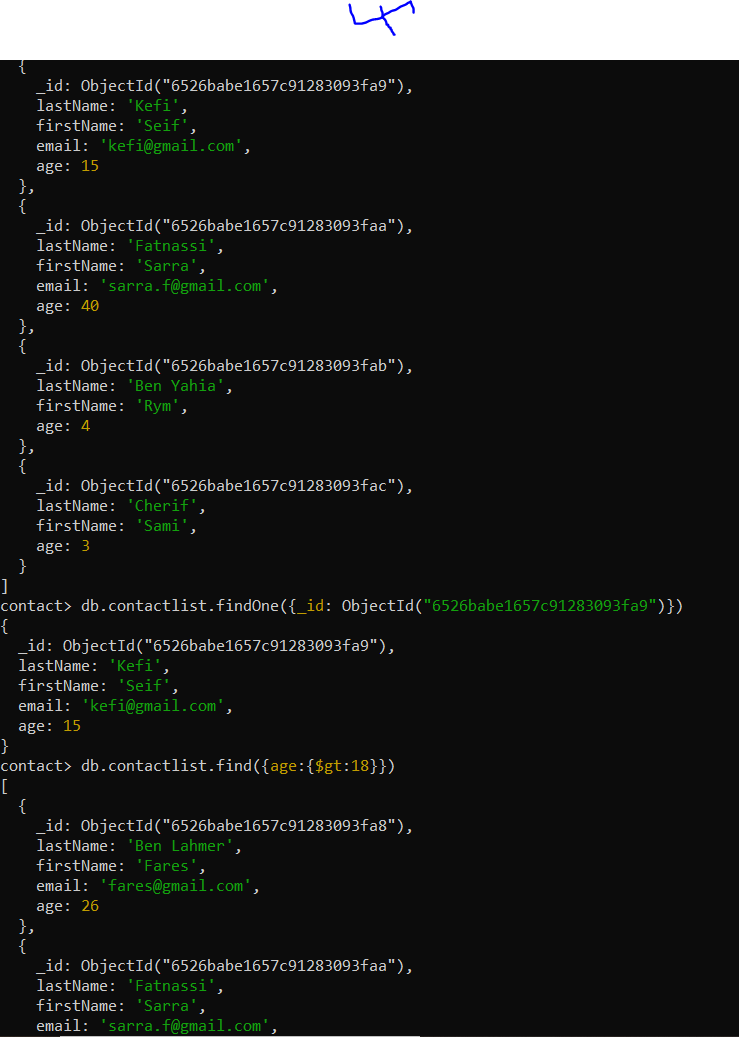 4
{
_id: ObjectId("6526babe1657c91283093fa9"),
lastName: 'Kefi',
firstName: 'Seif',
email: 'kefi@gmail.com',
age: 15
},
{
_id: ObjectId("6526babe1657c91283093faa"),
lastName: 'Fatnassi',
firstName: 'Sarra',
email: 'sarra.f@gmail.com',
age: 40
},
{
_id: ObjectId("6526babe1657c91283093fab"),
lastName: 'Ben Yahia',
firstName: 'Rym',
age: 4
},
{
_id: ObjectId("6526babe1657c91283093fac"),
lastName: 'Cherif',
firstName: 'Sami',
age: 3
}
]
contact> db.contactlist.findOne({_id: ObjectId("6526babe1657c91283093fa9")})
{
_id: ObjectId("6526babe1657c91283093fa9"),
lastName: 'Kefi',
firstName: 'Seif',
email: 'kefi@gmail.com',
age: 15
}
contact> db.contactlist.find({age:{$gt:18}})
[
{
_id: ObjectId("6526babe1657c91283093fa8"),
lastName: 'Ben Lahmer',
firstName: 'Fares',
email: 'fares@gmail.com',
age: 26
},
{
_id: ObjectId("6526babe1657c91283093faa"),
lastName: 'Fatnassi',
firstName: 'Sarra',
email: 'sarra.f@gmail.com',